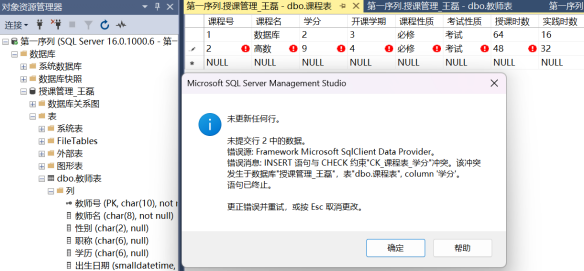 对象资源管理器
连接
第一序列 (SQL Server 16.0.1000.6 - 第一
数据库
系统数据库
数据库快照
授课管理_王磊
数据库关系图
表
系统表
FileTables
外部表
图形表
dbo.教师表
列
教师号 (PK, char(10), not nu
教师名 (char(8), not null)
性别 (char(2), null)
职称 (char(6), null)
学历 (char(6), null)
出生日期 (smalldatetime,
第一序列.授课管理_王磊 - dbo.课程表
第一序列.授课管理_王磊 - dbo.教师表
第一序列
课程号 课程名 学分 开课学期 课程性质 考试性质 授课时数 实践时数
1 数据库 2 3 必修 考试 64 16
2 高数 9 4 必修 考试 48 32
NULL NULL NULL NULL NULL NULL NULL NULL
Microsoft SQL Server Management Studio
未更新任何行。
未提交行 2 中的数据。
错误源: Framework Microsoft SqlClient Data Provider.
错误消息: INSERT 语句与 CHECK 约束"CK_课程表_学分"冲突。该冲突
发生于数据库"授课管理_王磊"，表"dbo.课程表", column '学分'.
语句已终止。
更正错误并重试，或按 Esc 取消更改。
确定
帮助